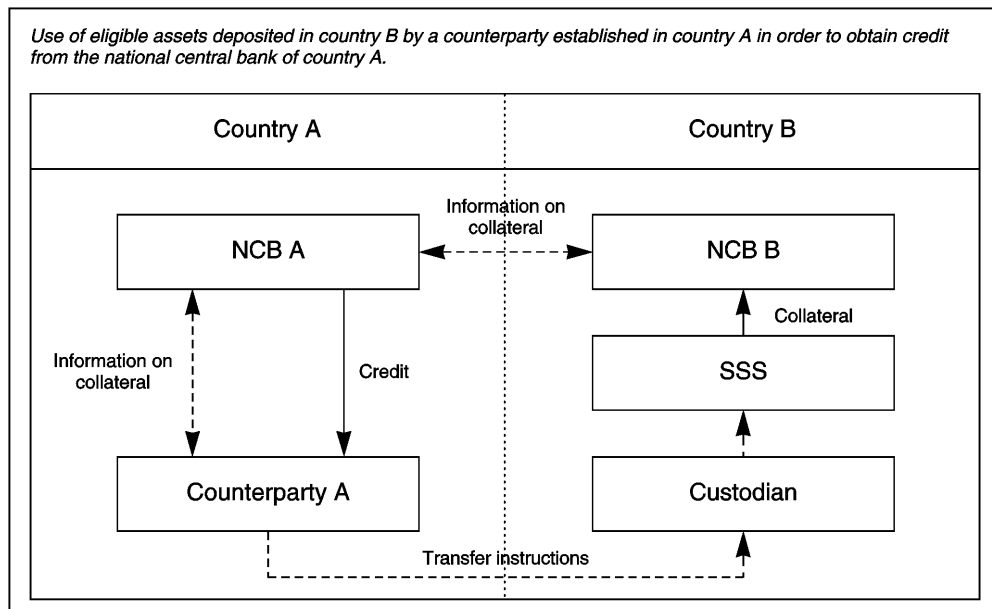 Use of eligible assets deposited in country B by a counterparty established in country A in order to obtain credit
from the national central bank of country A.
Country A
Country B
Information on
collateral
NCB A
NCB B
Collateral
Information on
collateral
Credit
SSS
Counterparty A
Custodian
Transfer instructions